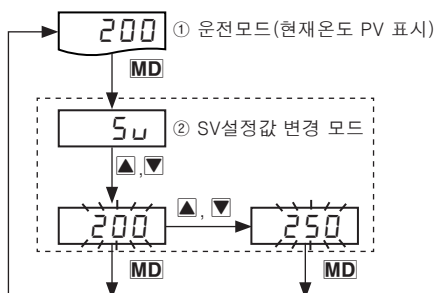 200 ① 운전모드(현재온도 PV 표시)
MD
Su ② SV설정값 변경 모드
▲,▼
200 ▲, ▼ 250
MD MD